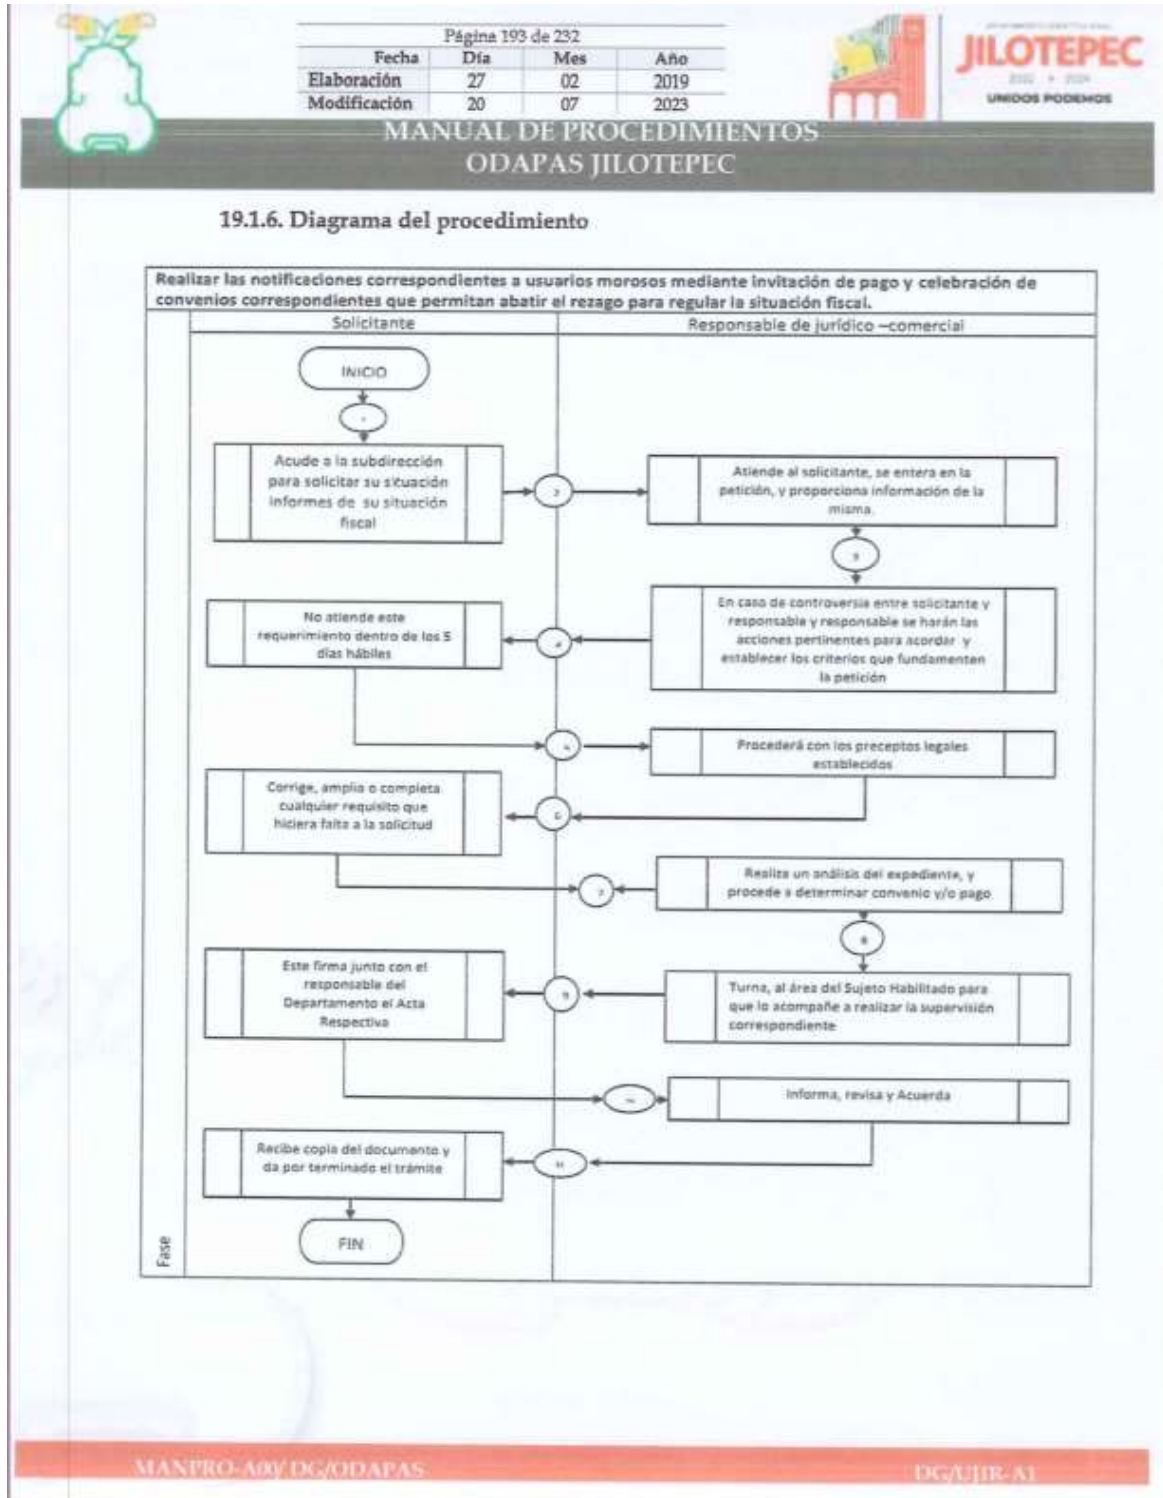 Página 193 de 232
Fecha Día Mes Año
Elaboración 27 02 2019
Modificación 20 07 2023
JILOTEPEC
UNIDOS PODEMOS
MANUAL DE PROCEDIMIENTOS
ODAPAS JILOTEPEC
19.1.6. Diagrama del procedimiento
Realizar las notificaciones correspondientes a usuarios morosos mediante invitación de pago y celebración de
convenios correspondientes que permitan abatir el rezago para regular la situación fiscal.
Solicitante
Responsable de jurídico –comercial
INICIO
Acude a la subdirección
para solicitar su situación
informes de su situación
fiscal
2
Atiende al solicitante, se entera en la
petición, y proporciona información de la
misma.
3
En caso de controversia entre solicitante y
responsable y responsable se harán las
acciones pertinentes para acordar y
establecer los criterios que fundamenten
la petición
No atiende este
requerimiento dentro de los 5
días hábiles
4
Procederá con los preceptos legales
establecidos
Corrige, amplia o completa
cualquier requisito que
hiciera falta a la solicitud
6
Realiza un análisis del expediente, y
procede a determinar convenio y/o pago
7
8
Este firma junto con el
responsable del
Departamento el Acta
Respectiva
9
Turna, al área del Sujeto Habilitado para
que lo acompañe a realizar la supervisión
correspondiente
Informa, revisa y Acuerda
Recibe copia del documento y
da por terminado el trámite
11
FIN
Fase
MANPRO-A00/ DG/ODAPAS
DG/UJIR-A1